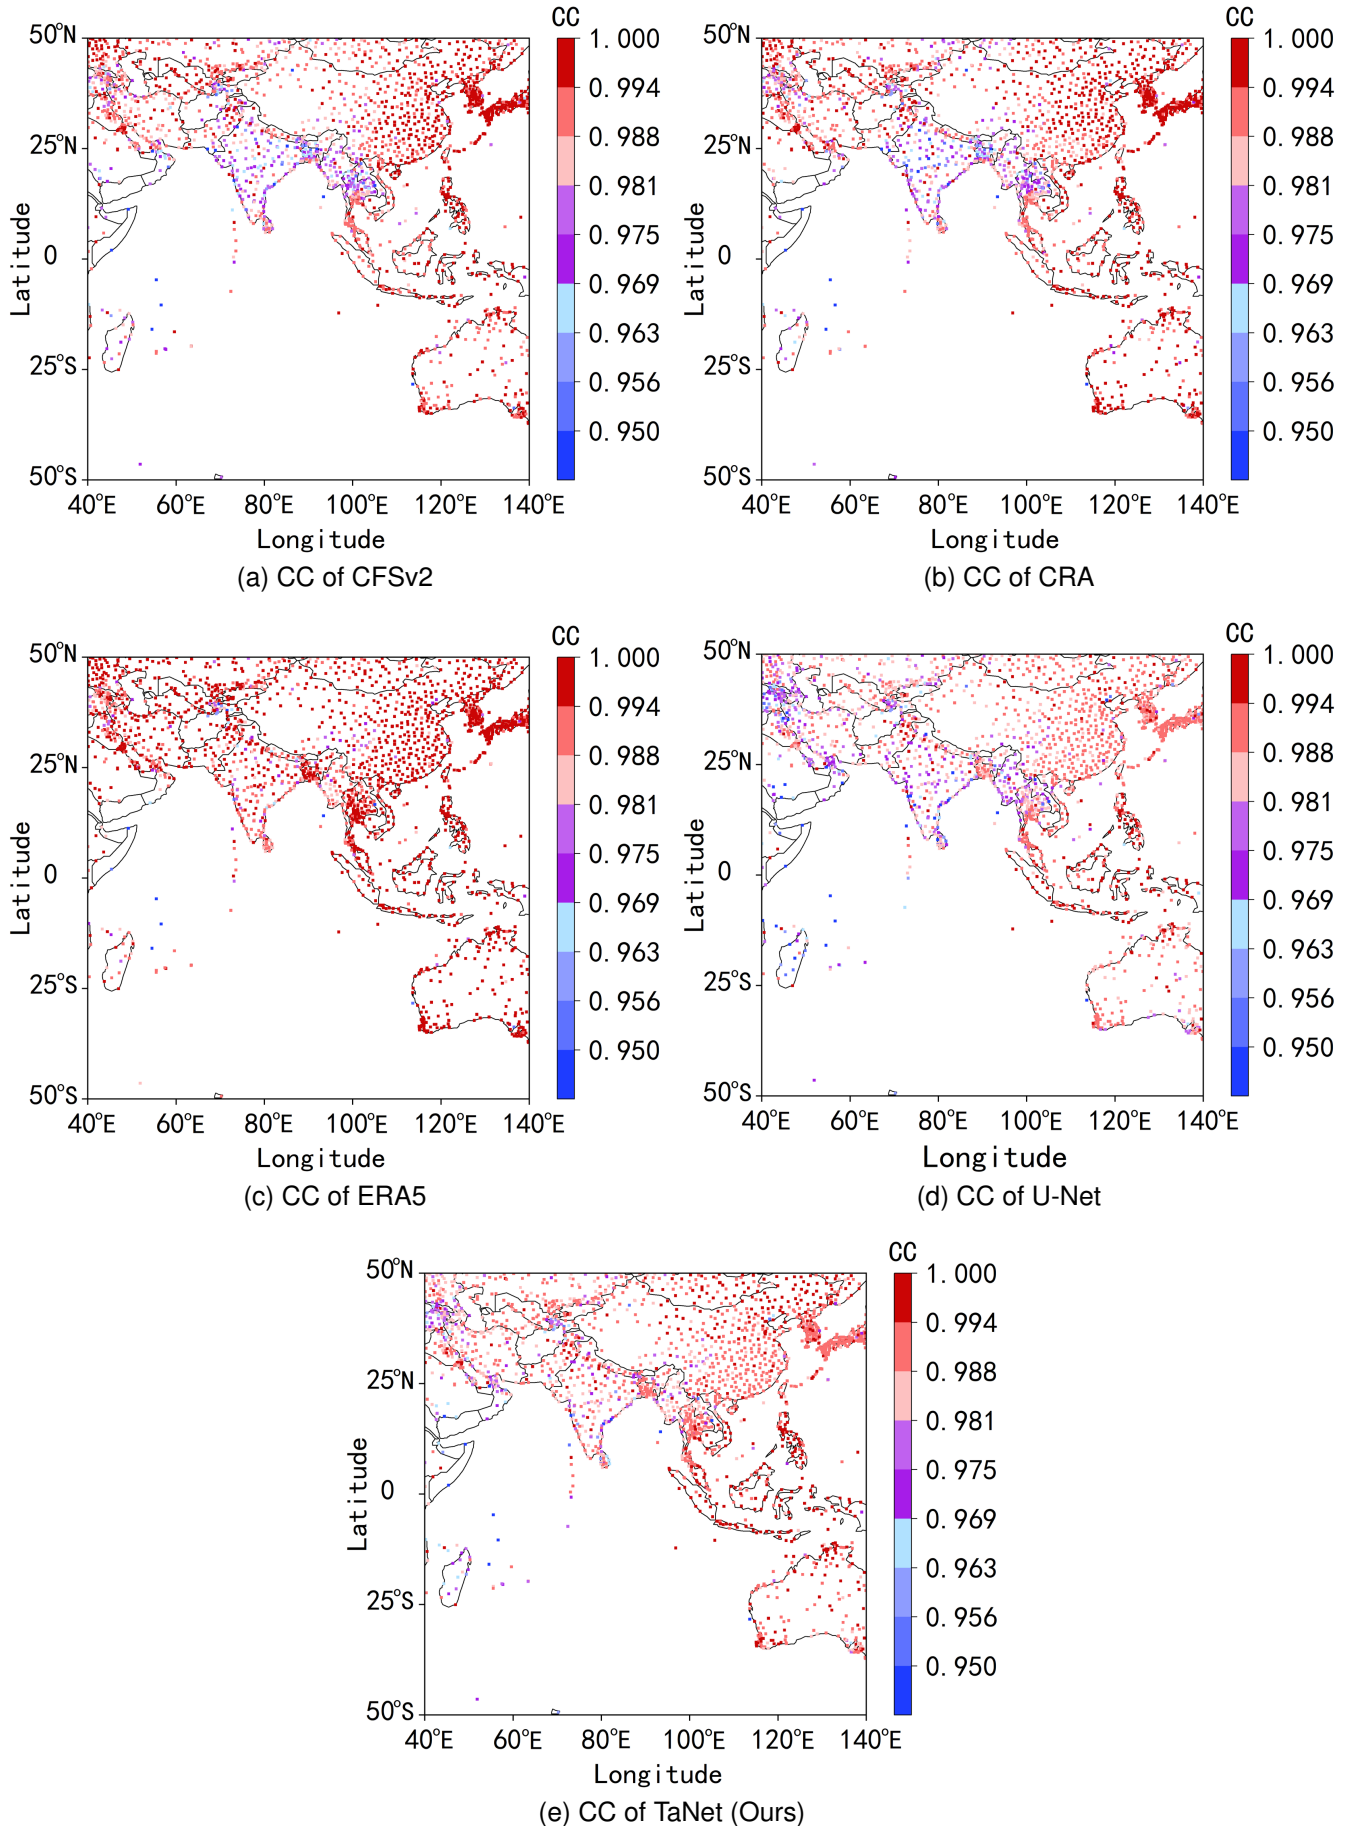 CC
50°N
25°N
0
25°S
50°S
Latitude
40°E 60°E 80°E 100°E 120°E 140°E
Longitude
1.000
0.994
0.988
0.981
0.975
0.969
0.963
0.956
0.950
(a) CC of CFSv2
CC
50°N
25°N
0
25°S
50°S
Latitude
40°E 60°E 80°E 100°E 120°E 140°E
Longitude
1.000
0.994
0.988
0.981
0.975
0.969
0.963
0.956
0.950
(b) CC of CRA
CC
50°N
25°N
0
25°S
50°S
Latitude
40°E 60°E 80°E 100°E 120°E 140°E
Longitude
1.000
0.994
0.988
0.981
0.975
0.969
0.963
0.956
0.950
(c) CC of ERA5
CC
50°N
25°N
0
25°S
50°S
Latitude
40°E 60°E 80°E 100°E 120°E 140°E
Longitude
1.000
0.994
0.988
0.981
0.975
0.969
0.963
0.956
0.950
(d) CC of U-Net
CC
50°N
25°N
0
25°S
50°S
Latitude
40°E 60°E 80°E 100°E 120°E 140°E
Longitude
1.000
0.994
0.988
0.981
0.975
0.969
0.963
0.956
0.950
(e) CC of TaNet (Ours)